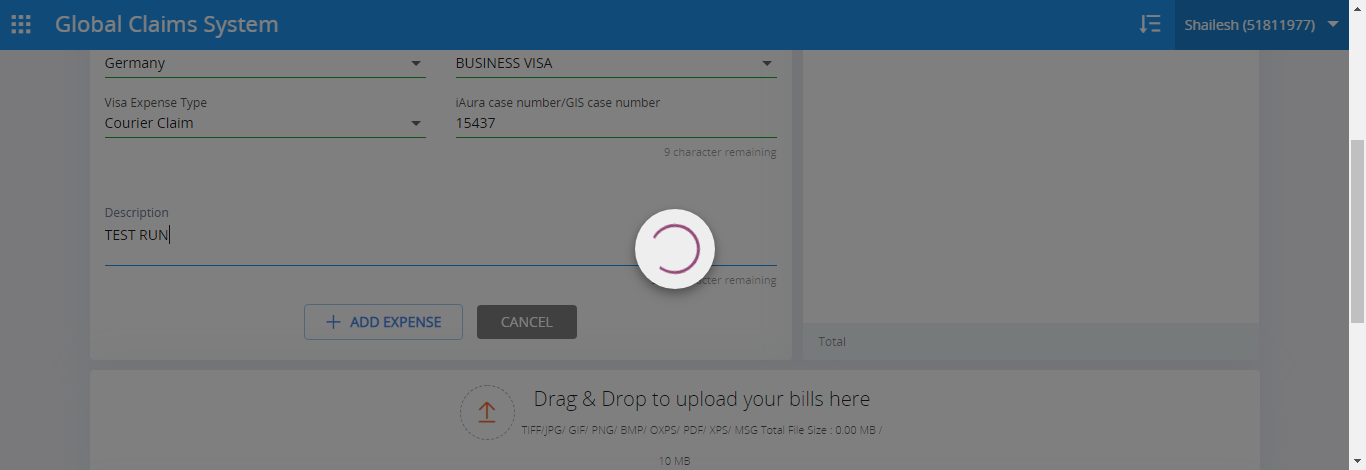 Global Claims System
Shailesh (51811977)
Germany
BUSINESS VISA
Visa Expense Type
iAura case number/GIS case number
Courier Claim
15437
9 character remaining
Description
TEST RUN
character remaining
ADD EXPENSE
CANCEL
Total
Drag & Drop to upload your bills here
TIFF/JPG/ GIF/ PNG/ BMP/ OXPS/ PDF/ XPS/ MSG Total File Size : 0.00 MB /
10 MB